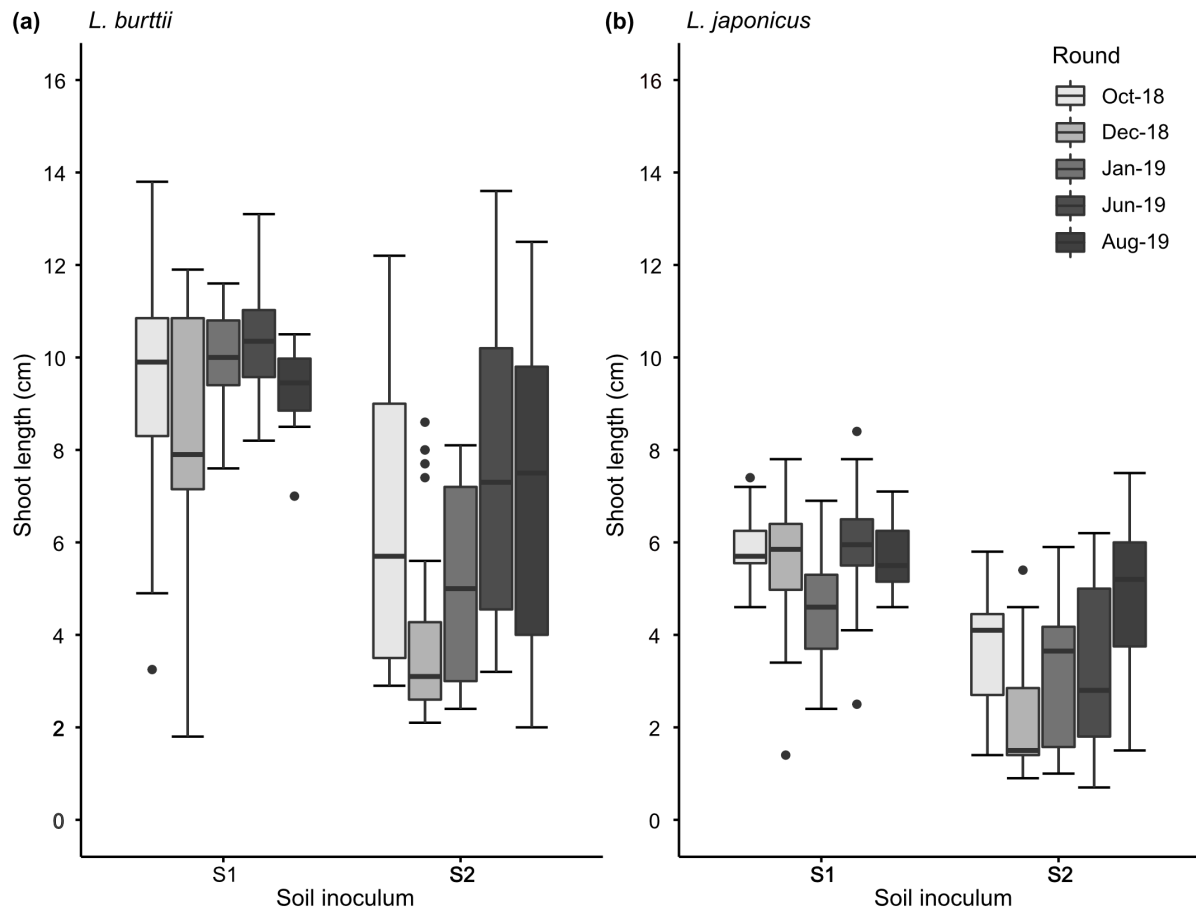 (a) L. burttii
16
14
12
10
8
6
4
2
0
Shoot length (cm)
S1 S2
Soil inoculum
(b) L. japonicus
16
14
12
10
8
6
4
2
0
Shoot length (cm)
S1 S2
Soil inoculum
Round
Oct-18
Dec-18
Jan-19
Jun-19
Aug-19